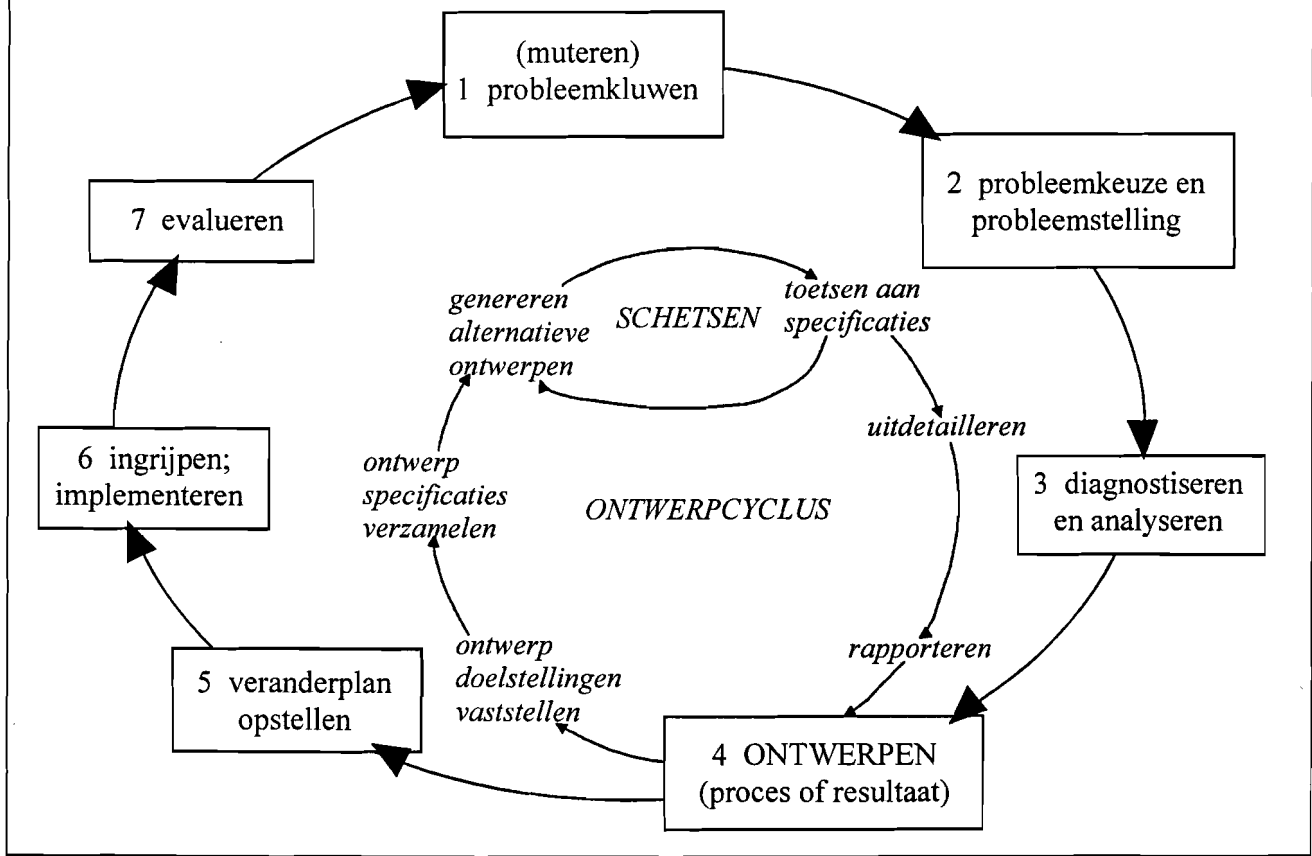 (muteren)
1 probleemkluwen
2 probleemkeuze en
probleemstelling
3 diagnostiseren
en analyseren
4 ONTWERPEN
(proces of resultaat)
5 veranderplan
opstellen
6 ingrijpen;
implementeren
7 evalueren
genereren
alternatieve
ontwerpen
SCHETSEN
toetsen aan
specificaties
uitdetailleren
rapporteren
ontwerp
specificaties
verzamelen
ONTWERPCYCLUS
ontwerp
doelstellingen
vaststellen